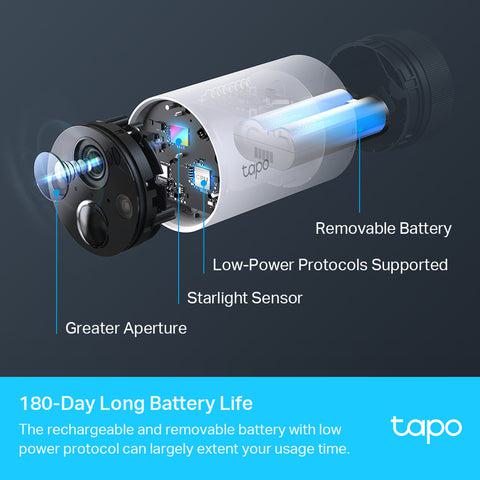 tapo
CPU
Removable Battery
Low-Power Protocols Supported
Starlight Sensor
Greater Aperture
180-Day Long Battery Life
The rechargeable and removable battery with low
power protocol can largely extent your usage time.
tapo